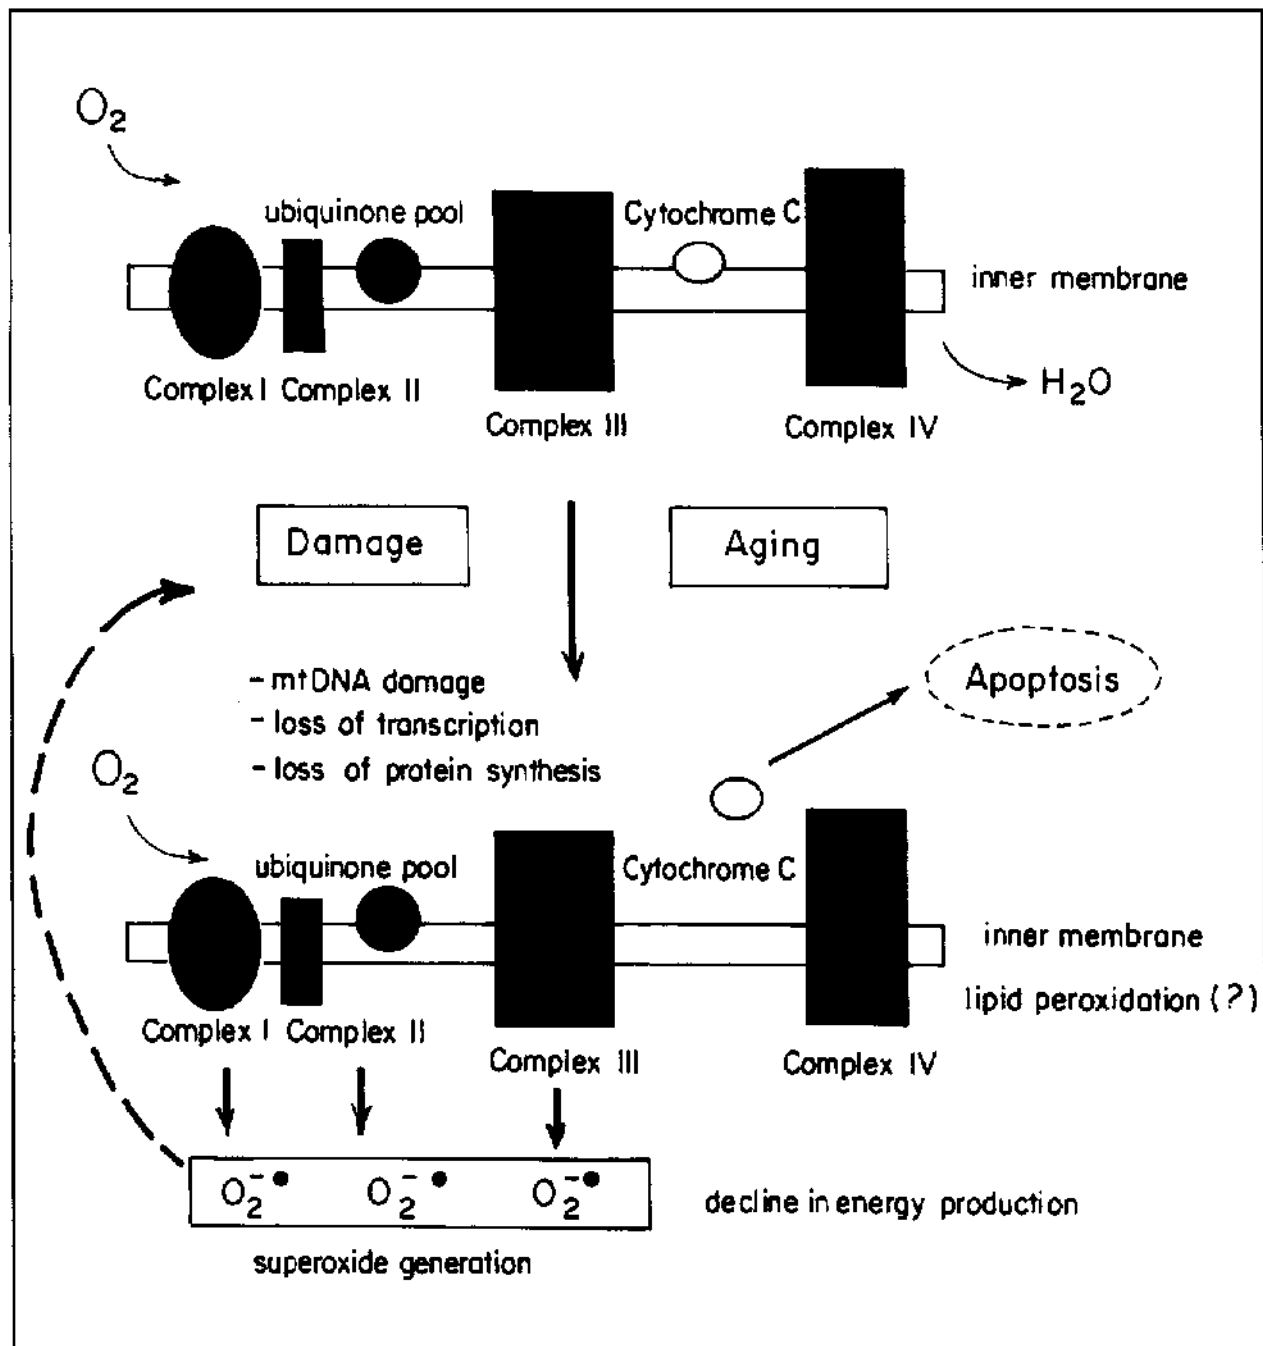 O₂
ubiquinone pool
Cytochrome C
inner membrane
Complex I
Complex II
H₂O
Complex III
Complex IV
Damage
Aging
- mtDNA damage
- loss of transcription
- loss of protein synthesis
Apoptosis
O₂
ubiquinone pool
Cytochrome C
inner membrane
lipid peroxidation (?)
Complex I
Complex II
Complex III
Complex IV
O₂⁻• O₂⁻• O₂⁻•
decline in energy production
superoxide generation